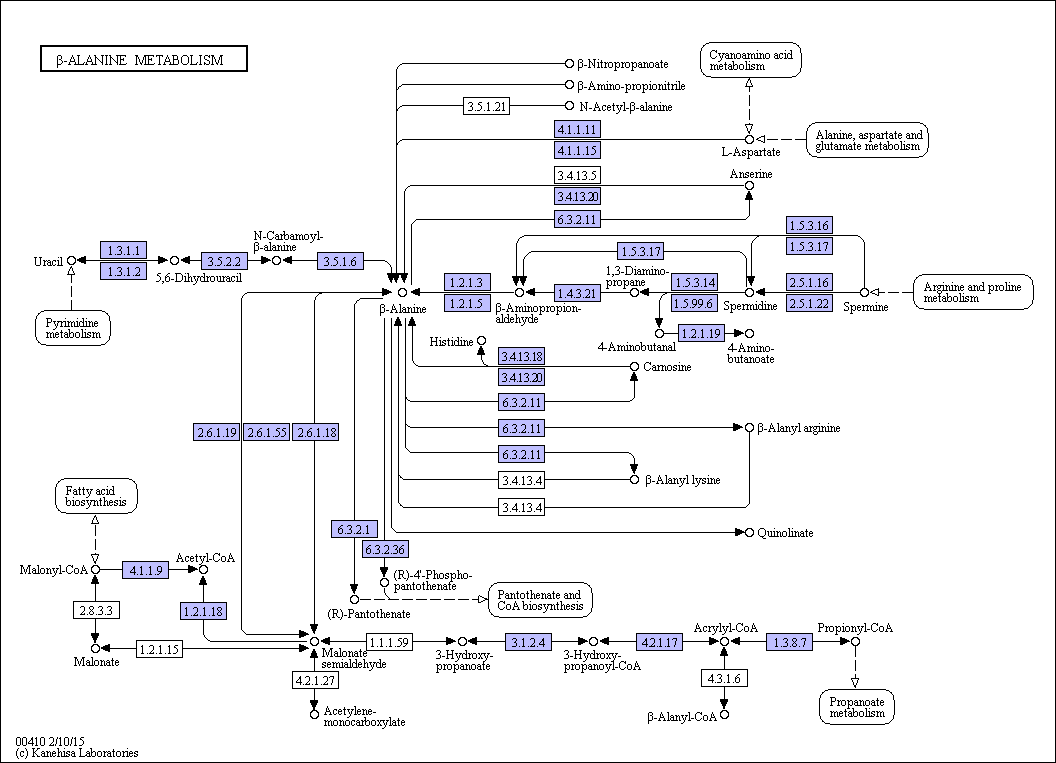 β-ALANINE METABOLISM
β-Nitropropanoate
β-Amino-propionitrile
3.5.1.21
N-Acetyl-β-alanine
Cyanoamino acid
metabolism
4.1.1.11
4.1.1.15
L-Aspartate
Alanine, aspartate and
glutamate metabolism
3.4.13.5
3.4.13.20
Anserine
6.3.2.11
Uracil
1.3.1.1
1.3.1.2
5,6-Dihydrouracil
3.5.2.2
N-Carbamoyl-
β-alanine
3.5.1.6
Pyrimidine
metabolism
β-Alanine
1.2.1.3
1.2.1.5
β-Aminopropion-
aldehyde
1.4.3.21
1.5.3.17
1,3-Diamino-
propane
1.5.3.14
1.5.99.6
Spermidine
1.5.3.16
1.5.3.17
2.5.1.16
2.5.1.22
Spermine
Arginine and proline
metabolism
4-Aminobutanal
1.2.1.19
4-Amino-
butanoate
Histidine
3.4.13.18
3.4.13.20
Carnosine
6.3.2.11
6.3.2.11
β-Alanyl arginine
6.3.2.11
3.4.13.4
β-Alanyl lysine
3.4.13.4
Quinolinate
2.6.1.19
2.6.1.55
2.6.1.18
Fatty acid
biosynthesis
6.3.2.1
6.3.2.36
Malonyl-CoA
4.1.1.9
Acetyl-CoA
(R)-4'-Phospho-
pantothenate
(R)-Pantothenate
Pantothenate and
CoA biosynthesis
2.8.3.3
1.2.1.18
Malonate
1.2.1.15
Malonate
semialdehyde
1.1.1.59
3-Hydroxy-
propanoate
3.1.2.4
3-Hydroxy-
propanoyl-CoA
4.2.1.17
Acrylyl-CoA
1.3.8.7
Propionyl-CoA
4.2.1.27
Acetylene-
monocarboxylate
4.3.1.6
β-Alanyl-CoA
Propanoate
metabolism
00410 2/10/15
(c) Kanehisa Laboratories